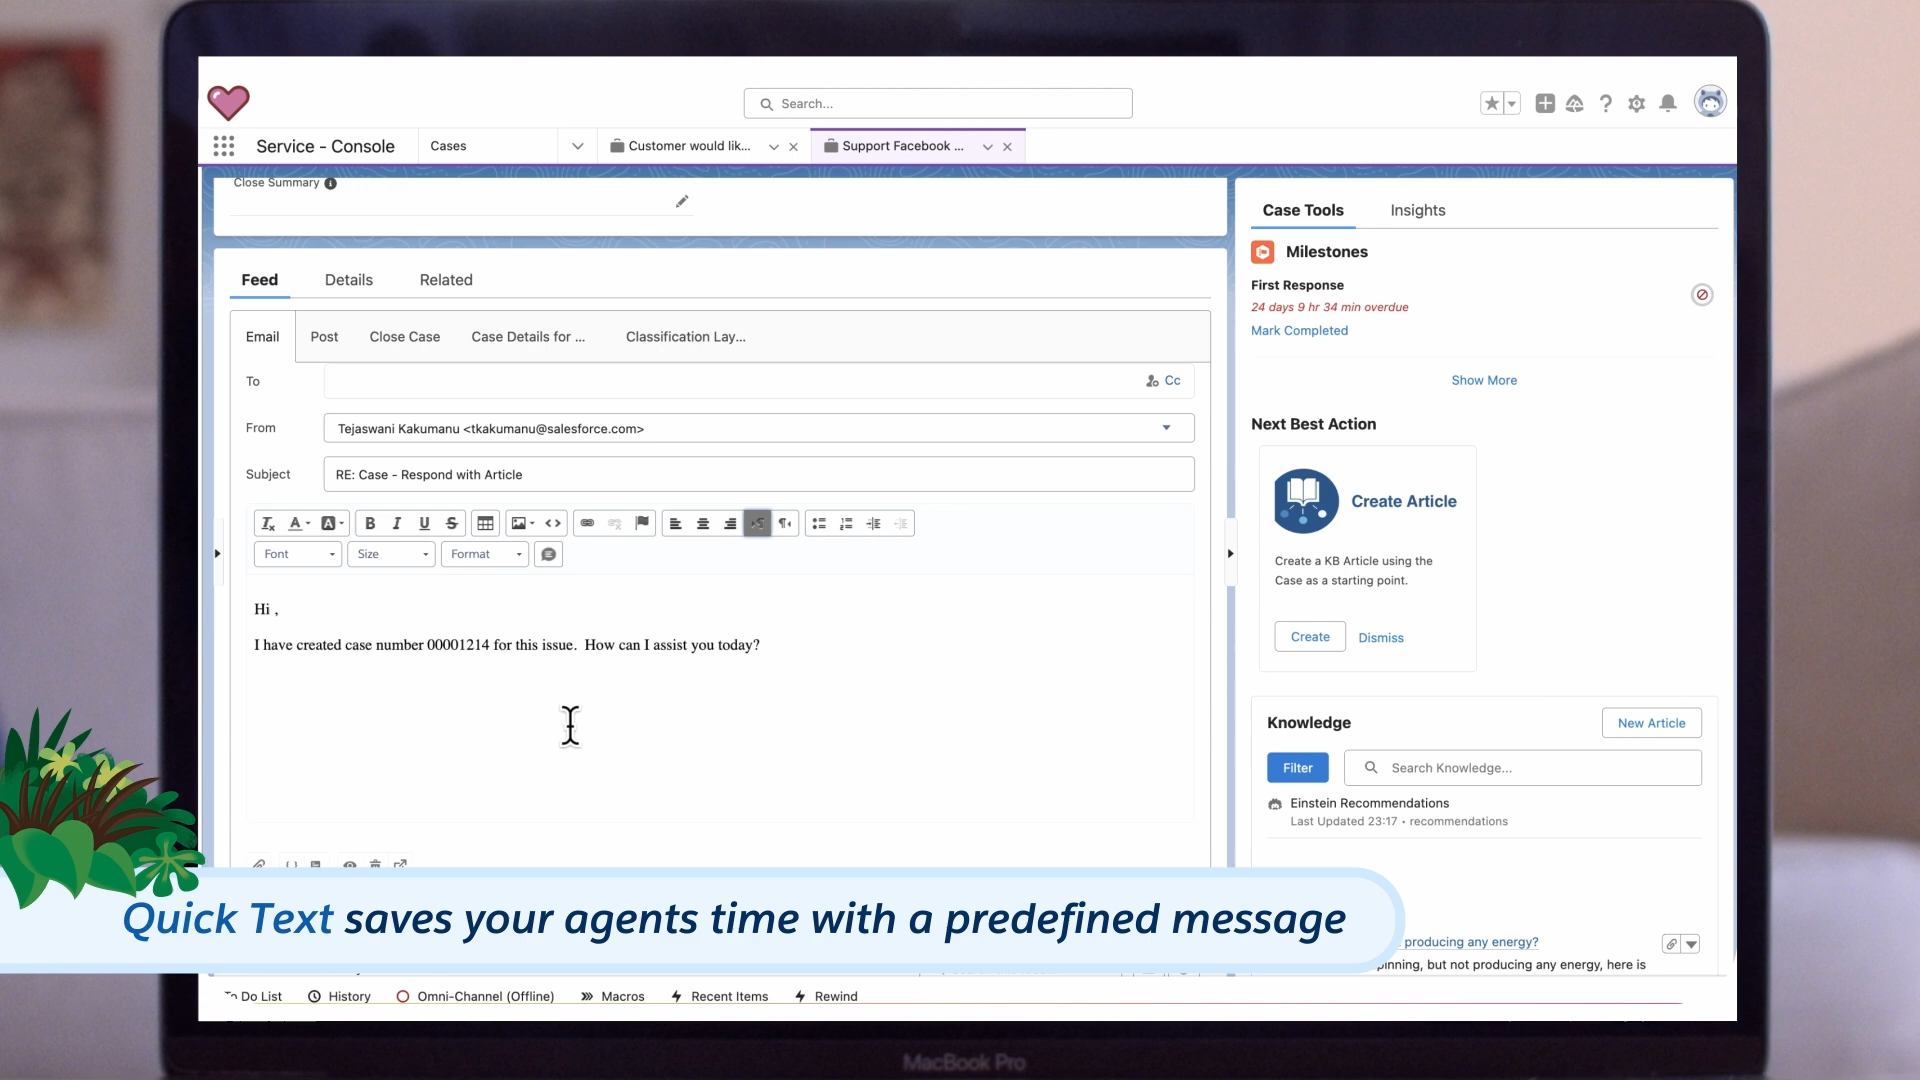 Search...
Service - Console
Cases
Customer would lik...
Support Facebook ...
Close Summary
Case Tools
Insights
Milestones
First Response
24 days 9 hr 34 min overdue
Mark Completed
Show More
Feed
Details
Related
Email
Post
Close Case
Case Details for ...
Classification Lay...
To
Cc
From
Tejaswani Kakumanu <tkakumanu@salesforce.com>
Subject
RE: Case - Respond with Article
Font
Size
Format
Hi ,
I have created case number 00001214 for this issue.  How can I assist you today?
Next Best Action
Create Article
Create a KB Article using the
Case as a starting point.
Create
Dismiss
Knowledge
New Article
Filter
Search Knowledge...
Einstein Recommendations
Last Updated 23:17 • recommendations
producing any energy?
pinning, but not producing any energy, here is
Quick Text saves your agents time with a predefined message
To Do List
History
Omni-Channel (Offline)
Macros
Recent Items
Rewind
MacBook Pro